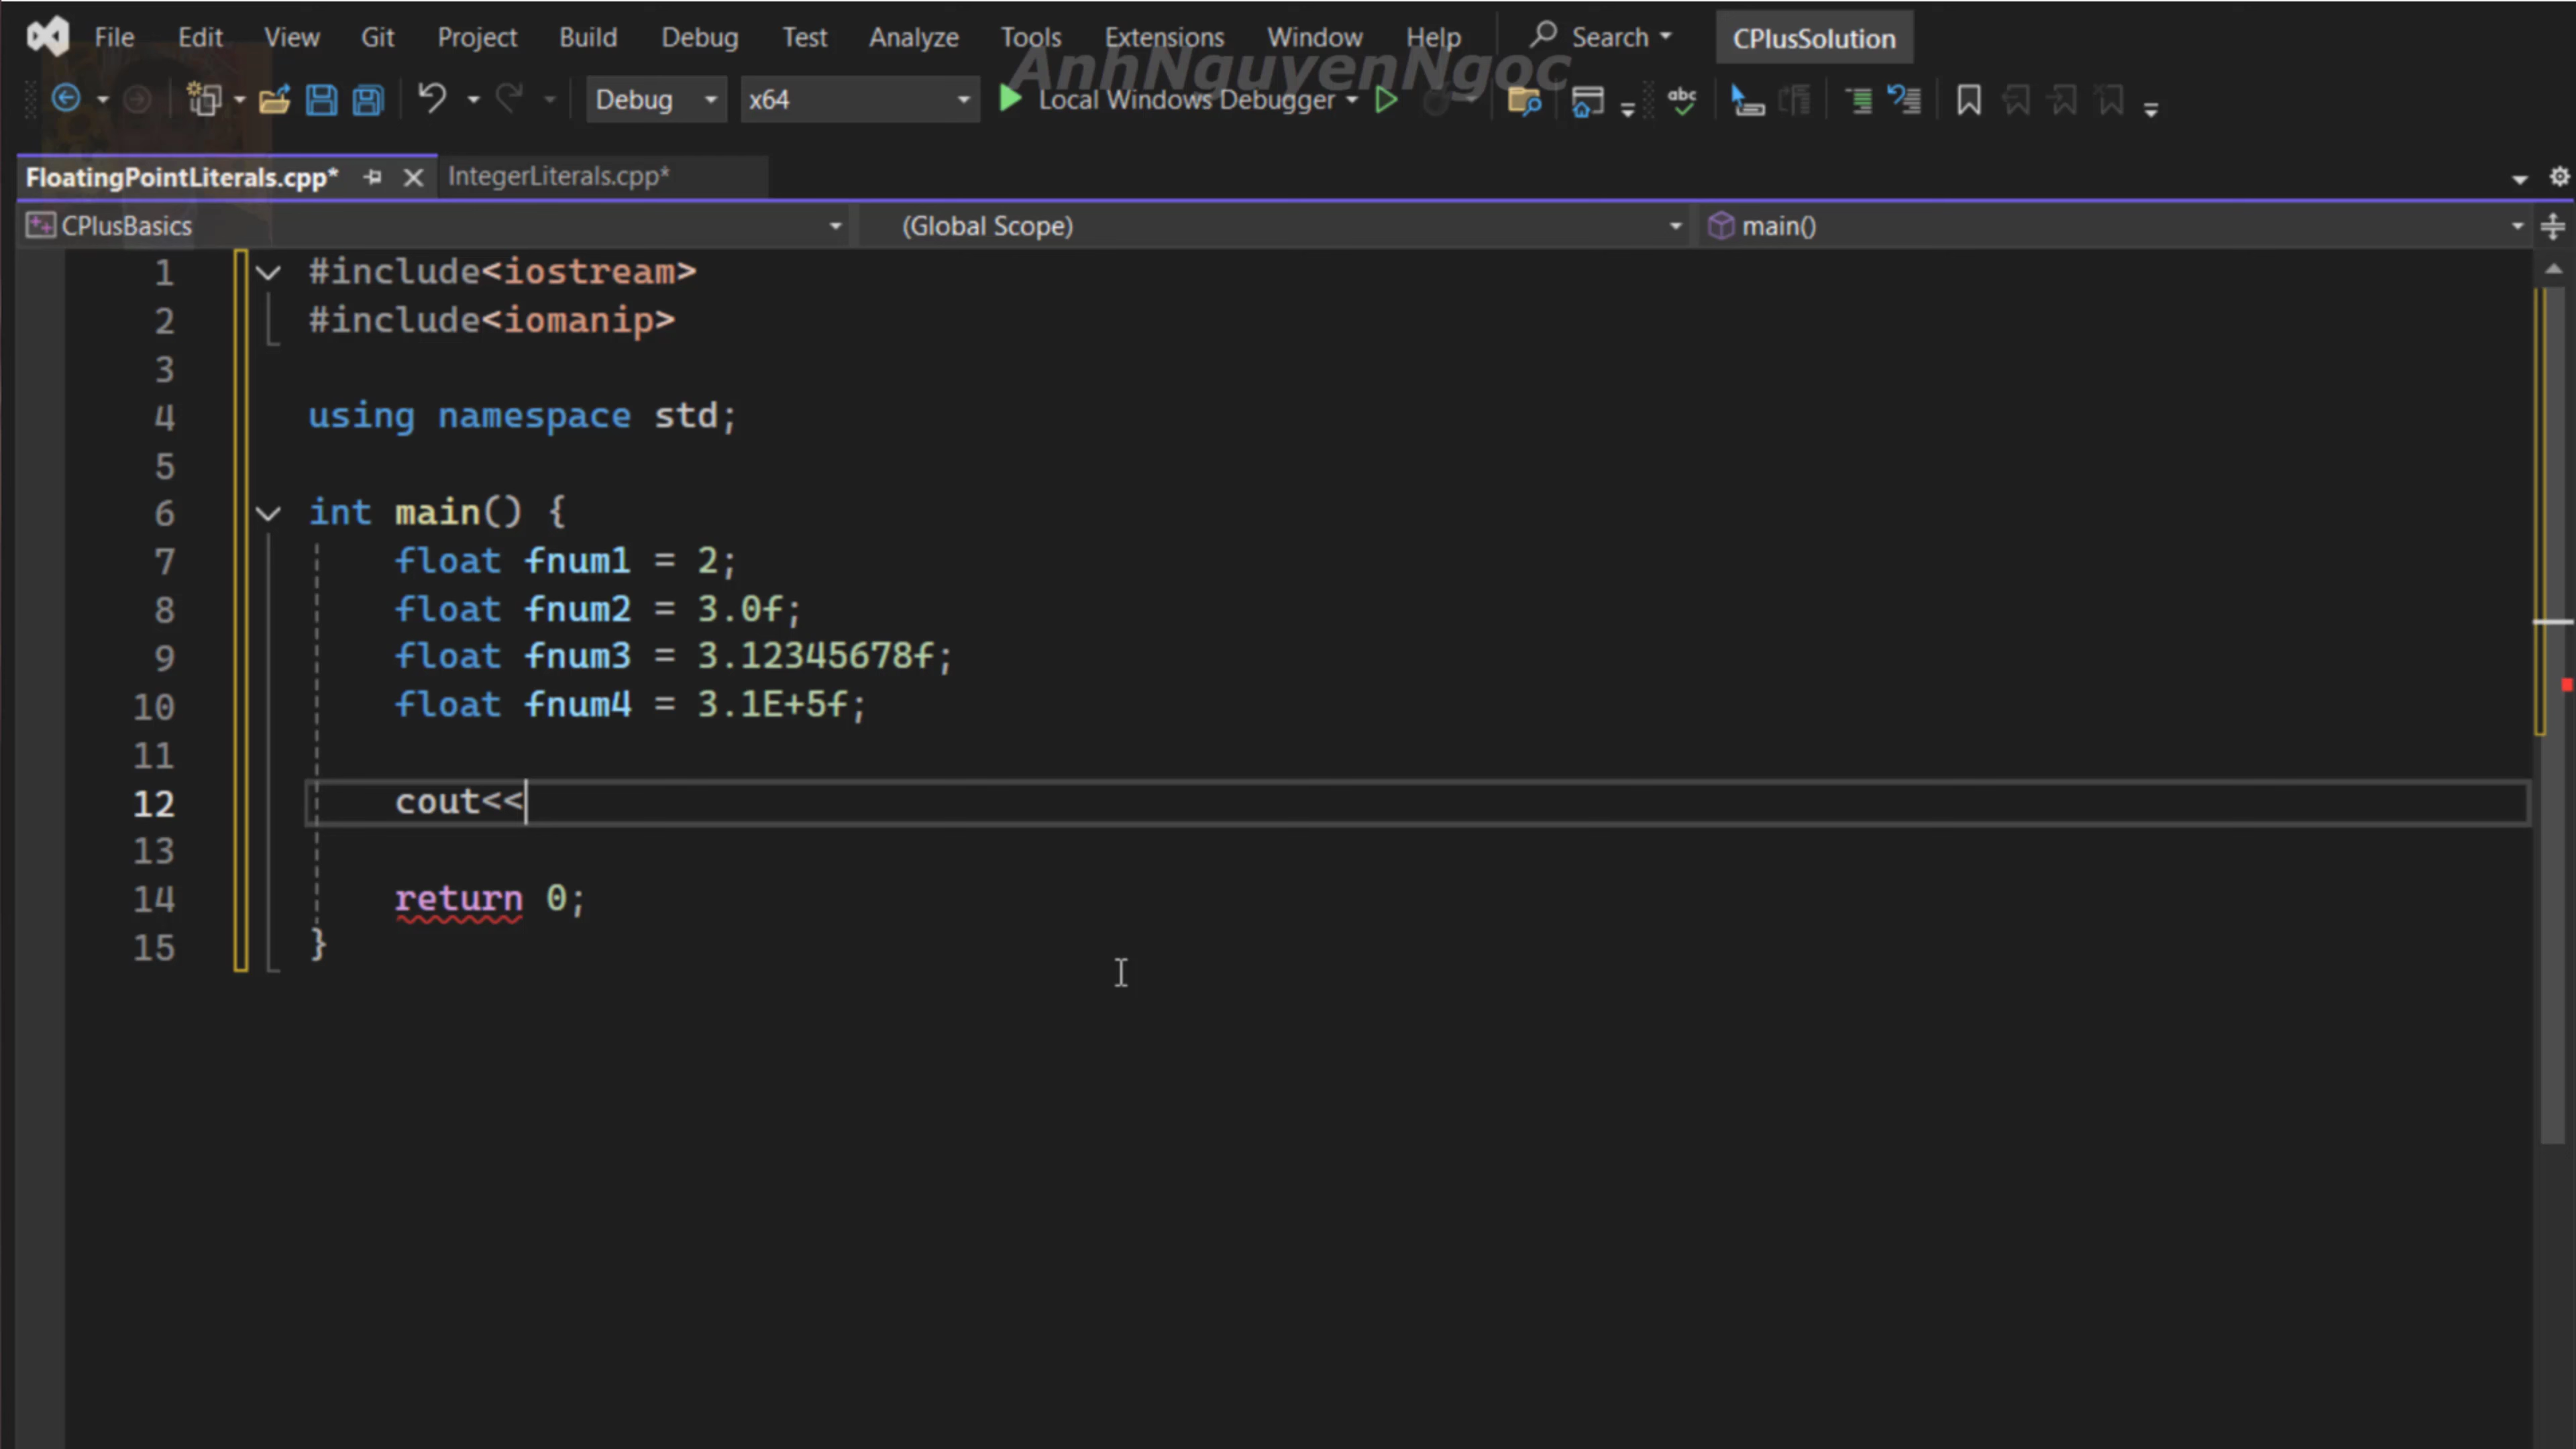 File Edit View Git Project Build Debug Test Analyze Tools Extensions Window Help Search CPlusSolution
AnhNguyenNgoc
Debug x64 Local Windows Debugger abc
FloatingPointLiterals.cpp* IntegerLiterals.cpp*
CPlusBasics (Global Scope) main()
1 #include<iostream>
2 #include<iomanip>
3
4 using namespace std;
5
6 int main() {
7 float fnum1 = 2;
8 float fnum2 = 3.0f;
9 float fnum3 = 3.12345678f;
10 float fnum4 = 3.1E+5f;
11
12 cout<<
13
14 return 0;
15 }